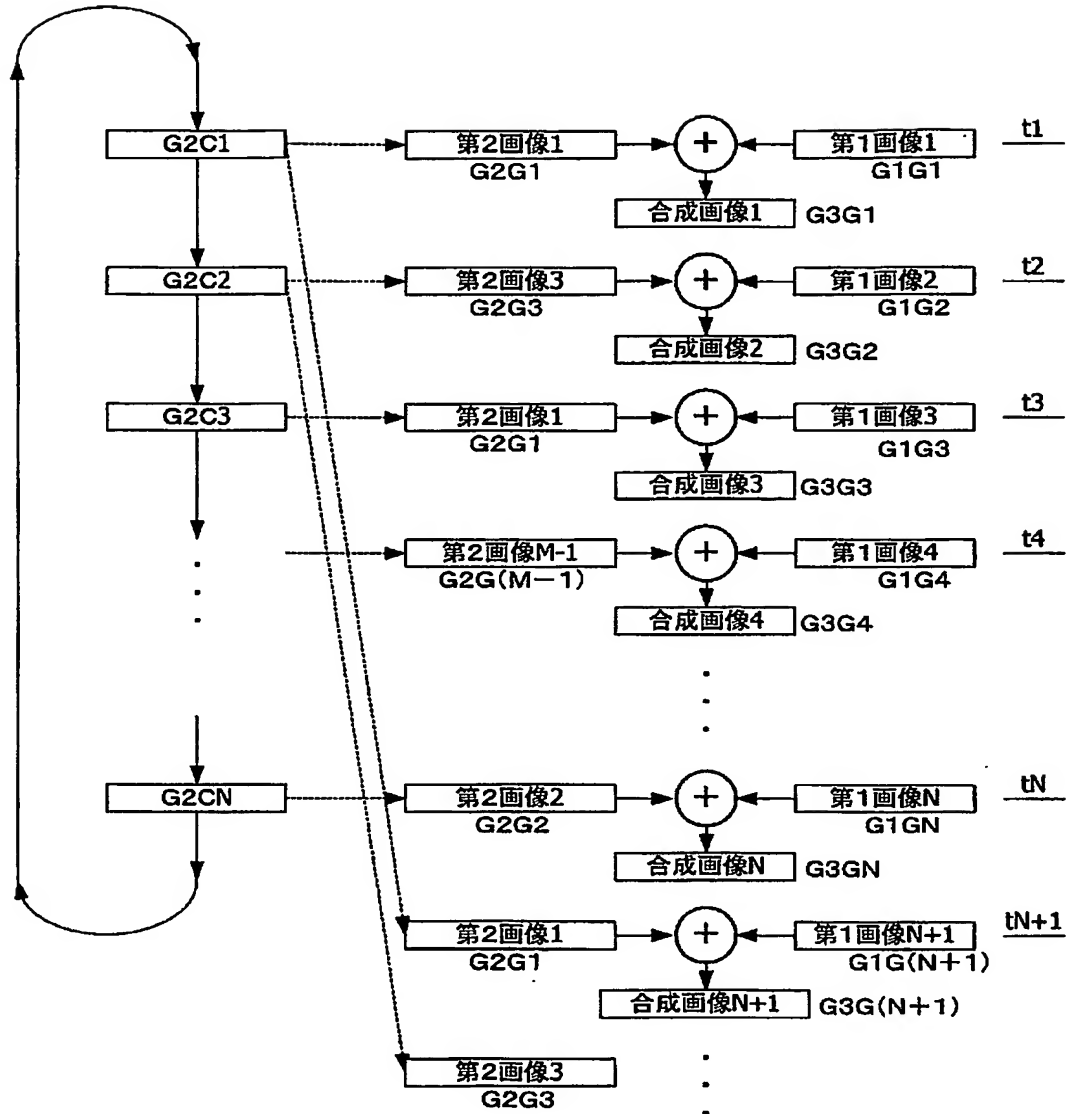 t1
G2C1 第2画像1 + 第1画像1
G2G1 G1G1
合成画像1 G3G1
t2
G2C2 第2画像3 + 第1画像2
G2G3 G1G2
合成画像2 G3G2
t3
G2C3 第2画像1 + 第1画像3
G2G1 G1G3
合成画像3 G3G3
t4
第2画像M-1 + 第1画像4
G2G(M－1) G1G4
合成画像4 G3G4
tN
G2CN 第2画像2 + 第1画像N
G2G2 G1GN
合成画像N G3GN
tN+1
第2画像1 + 第1画像N+1
G2G1 G1G(N＋1)
合成画像N+1 G3G(N＋1)
第2画像3
G2G3